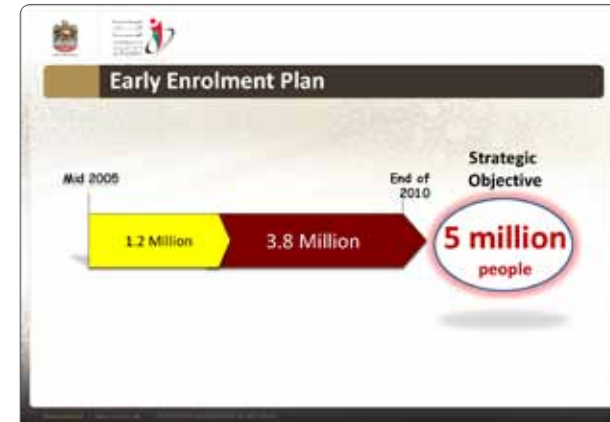 Early Enrolment Plan
Mid 2005
End of
2010
Strategic
Objective
1.2 Million
3.8 Million
5 million
people